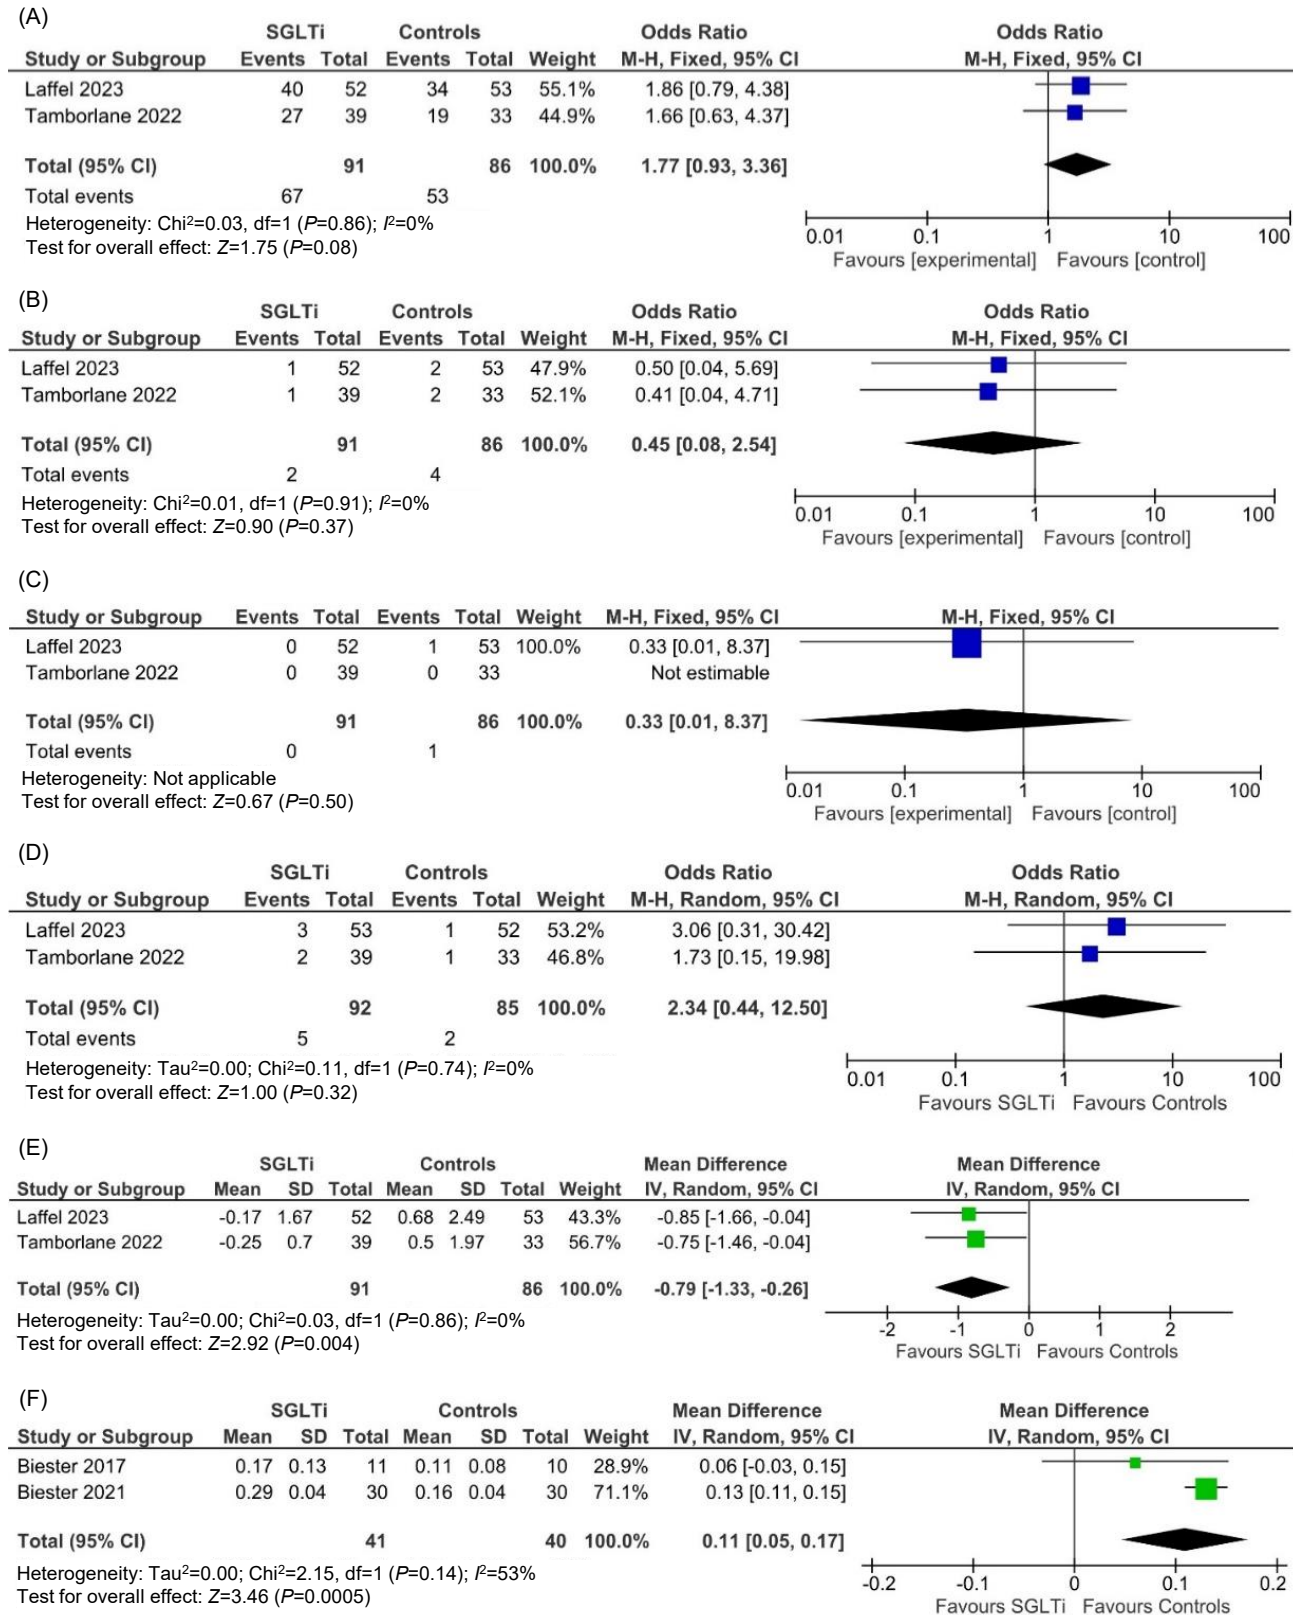 (A)
SGLTi Controls Odds Ratio Odds Ratio
Study or Subgroup Events Total Events Total Weight M-H, Fixed, 95% CI M-H, Fixed, 95% CI
Laffel 2023 40 52 34 53 55.1% 1.86 [0.79, 4.38]
Tamborlane 2022 27 39 19 33 44.9% 1.66 [0.63, 4.37]
Total (95% CI) 91 86 100.0% 1.77 [0.93, 3.36]
Total events 67 53
Heterogeneity: Chi²=0.03, df=1 (P=0.86); I²=0%
Test for overall effect: Z=1.75 (P=0.08)
0.01 0.1 1 10 100
Favours [experimental] Favours [control]
(B)
SGLTi Controls Odds Ratio Odds Ratio
Study or Subgroup Events Total Events Total Weight M-H, Fixed, 95% CI M-H, Fixed, 95% CI
Laffel 2023 1 52 2 53 47.9% 0.50 [0.04, 5.69]
Tamborlane 2022 1 39 2 33 52.1% 0.41 [0.04, 4.71]
Total (95% CI) 91 86 100.0% 0.45 [0.08, 2.54]
Total events 2 4
Heterogeneity: Chi²=0.01, df=1 (P=0.91); I²=0%
Test for overall effect: Z=0.90 (P=0.37)
0.01 0.1 1 10 100
Favours [experimental] Favours [control]
(C)
Study or Subgroup Events Total Events Total Weight M-H, Fixed, 95% CI M-H, Fixed, 95% CI
Laffel 2023 0 52 1 53 100.0% 0.33 [0.01, 8.37]
Tamborlane 2022 0 39 0 33 Not estimable
Total (95% CI) 91 86 100.0% 0.33 [0.01, 8.37]
Total events 0 1
Heterogeneity: Not applicable
Test for overall effect: Z=0.67 (P=0.50)
0.01 0.1 1 10 100
Favours [experimental] Favours [control]
(D)
SGLTi Controls Odds Ratio Odds Ratio
Study or Subgroup Events Total Events Total Weight M-H, Random, 95% CI M-H, Random, 95% CI
Laffel 2023 3 53 1 52 53.2% 3.06 [0.31, 30.42]
Tamborlane 2022 2 39 1 33 46.8% 1.73 [0.15, 19.98]
Total (95% CI) 92 85 100.0% 2.34 [0.44, 12.50]
Total events 5 2
Heterogeneity: Tau²=0.00; Chi²=0.11, df=1 (P=0.74); I²=0%
Test for overall effect: Z=1.00 (P=0.32)
0.01 0.1 1 10 100
Favours SGLTi Favours Controls
(E)
SGLTi Controls Mean Difference Mean Difference
Study or Subgroup Mean SD Total Mean SD Total Weight IV, Random, 95% CI IV, Random, 95% CI
Laffel 2023 -0.17 1.67 52 0.68 2.49 53 43.3% -0.85 [-1.66, -0.04]
Tamborlane 2022 -0.25 0.7 39 0.5 1.97 33 56.7% -0.75 [-1.46, -0.04]
Total (95% CI) 91 86 100.0% -0.79 [-1.33, -0.26]
Heterogeneity: Tau²=0.00; Chi²=0.03, df=1 (P=0.86); I²=0%
Test for overall effect: Z=2.92 (P=0.004)
-2 -1 0 1 2
Favours SGLTi Favours Controls
(F)
SGLTi Controls Mean Difference Mean Difference
Study or Subgroup Mean SD Total Mean SD Total Weight IV, Random, 95% CI IV, Random, 95% CI
Biester 2017 0.17 0.13 11 0.11 0.08 10 28.9% 0.06 [-0.03, 0.15]
Biester 2021 0.29 0.04 30 0.16 0.04 30 71.1% 0.13 [0.11, 0.15]
Total (95% CI) 41 40 100.0% 0.11 [0.05, 0.17]
Heterogeneity: Tau²=0.00; Chi²=2.15, df=1 (P=0.14); I²=53%
Test for overall effect: Z=3.46 (P=0.0005)
-0.2 -0.1 0 0.1 0.2
Favours SGLTi Favours Controls